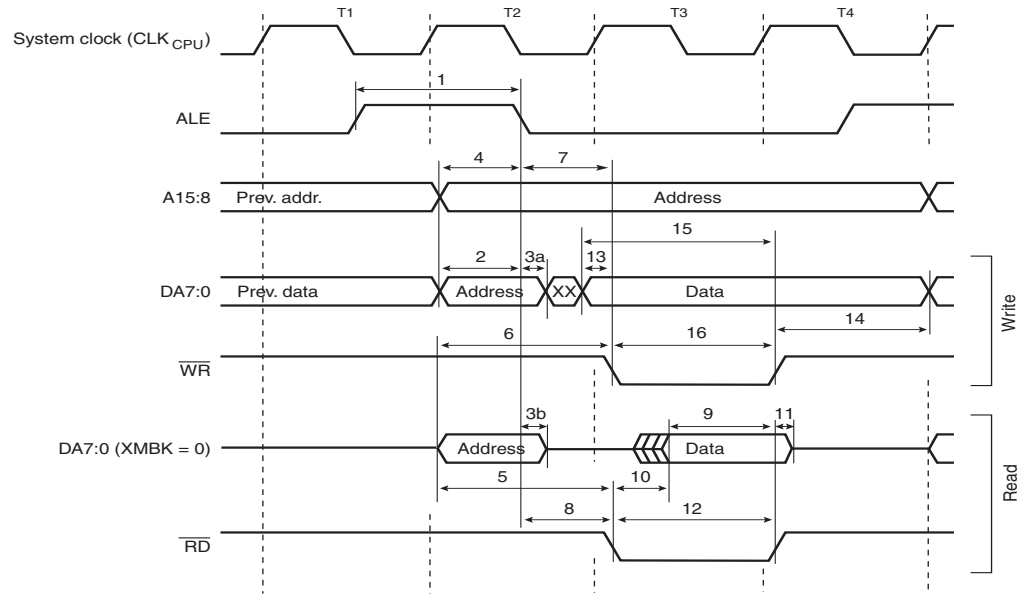 T1 T2 T3 T4
System clock (CLK CPU)
1
ALE
4 7
A15:8 Prev. addr. Address
15
2 3a 13
DA7:0 Prev. data Address XX Data
14
6 16
WR
Write
3b 9 11
DA7:0 (XMBK = 0) Address Data
5 10
8 12
RD
Read